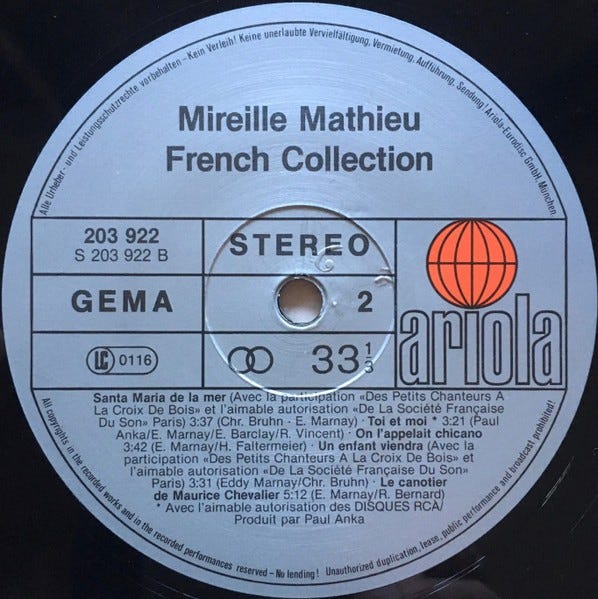 Alle Urheber- und Leistungsschutzrechte vorbehalten - Kein Verleih! Keine unerlaubte Vervielfältigung, Vermietung, Aufführung, Sendung! Ariola-Eurodisc GmbH, München.
Mireille Mathieu
French Collection
203 922
S 203 922 B
STEREO
GEMA
2
LC 0116
33 1/3
ariola
Santa Maria de la mer (Avec la participation «Des Petits Chanteurs A
La Croix De Bois» et l'aimable autorisation «De La Société Française
Du Son» Paris) 3:37 (Chr. Bruhn - E. Marnay) · Toi et moi * 3:21 (Paul
Anka/E. Marnay/E. Barclay/R. Vincent) · On l'appelait chicano
3:42 (E. Marnay/H. Faltermeier) · Un enfant viendra (Avec la
participation «Des Petits Chanteurs A La Croix De Bois» et
l'aimable autorisation «De La Société Française Du Son»
Paris) 3:31 (Eddy Marnay/Chr. Bruhn) · Le canotier
de Maurice Chevalier 5:12 (E. Marnay/R. Bernard)
* Avec l'aimable autorisation des DISQUES RCA/
Produit par Paul Anka
All copyrights in the recorded works and in the recorded performances reserved - No lending! Unauthorized duplication, lease, public performance and broadcast prohibited!